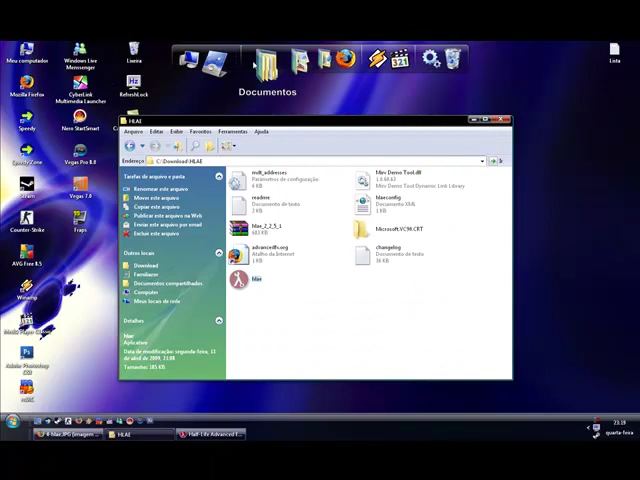 Meu computador
Windows Live
Messsenger
Lixeira
Mozilla Firefox
CyberLink
Multimedia Launcher
RefreshLock
Speedy
Nero StartSmart
Speedy Zone
Vegas Pro 8.0
Steam
Vegas 7.0
Counter-Strike
Fraps
AVG Free 8.5
Winamp
Adobe Photoshop
CS3
mIRC
321
Documentos
Lista
HLAE
Arquivo Editar Exibir Favoritos Ferramentas Ajuda
Endereço C:\Download\HLAE
Tarefas de arquivo e pasta
Renomear este arquivo
Mover este arquivo
Copiar este arquivo
Publicar este arquivo na Web
Enviar este arquivo por email
Excluir este arquivo
Outros locais
Download
Familiar
Documentos compartilhados
Computer
Meus locais de rede
Detalhes
hlae
Aplicativo
Data de modificação: segunda-feira, 13
de abril de 2009, 21:08
Tamanho: 185 KB
mdt_addresses
Parâmetros de configuração
6 KB
Mirv Demo Tool.dll
Mirv Demo Tool Dynamic Link Library
readme
Documento de texto
2 KB
hlaeconfig
Documento XML
1 KB
hlae_2_2_5_1
Microsoft.VC90.CRT
advancedfx.org
Atalho da Internet
1 KB
changelog
Documento de texto
36 KB
hlae
4-hlae.JPG (imagem ...
HLAE
Half-Life Advanced E...
23:19
quarta-feira